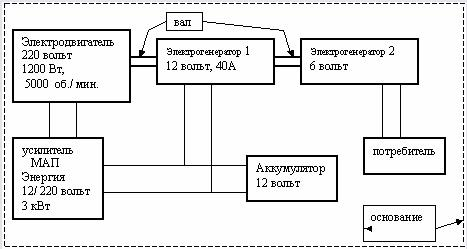 вал
Электродвигатель
220 вольт
1200 Вт,
5000 об./ мин.
Электрогенератор 1
12 вольт, 40А
Электрогенератор 2
6 вольт
усилитель
МАП
Энергия
12/ 220 вольт
3 кВт
Аккумулятор
12 вольт
потребитель
основание